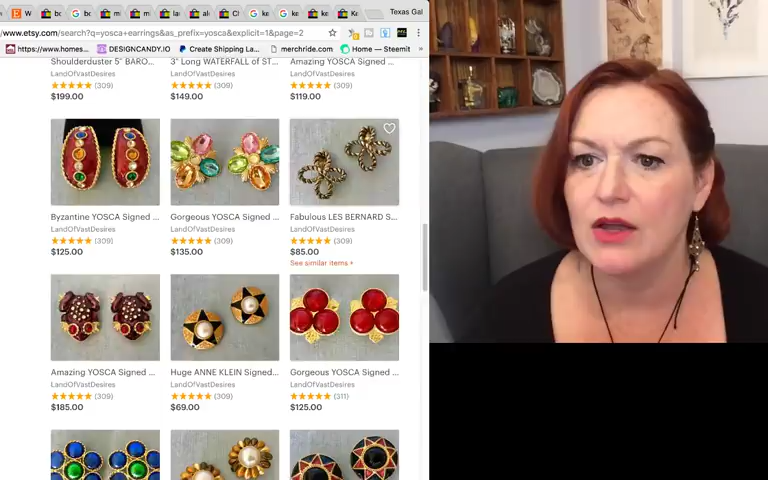 W
Texas Gal
www.etsy.com/search?q=yosca+earrings&as_prefix=yosca&explicit=1&page=2
https://www.homes...
DESIGNCANDY.IO
Create Shipping La...
merchride.com
Home — Steemit
»
Shoulderduster 5" BARO...
3" Long WATERFALL of ST...
Amazing YOSCA Signed ...
LandOfVastDesires
LandOfVastDesires
LandOfVastDesires
(309)
(309)
(309)
$199.00
$149.00
$119.00
Byzantine YOSCA Signed ...
Gorgeous YOSCA Signed ...
Fabulous LES BERNARD S...
LandOfVastDesires
LandOfVastDesires
LandOfVastDesires
(309)
(309)
(309)
$125.00
$135.00
$85.00
See similar items +
Amazing YOSCA Signed ...
Huge ANNE KLEIN Signed...
Gorgeous YOSCA Signed ...
LandOfVastDesires
LandOfVastDesires
LandOfVastDesires
(309)
(309)
(311)
$185.00
$69.00
$125.00